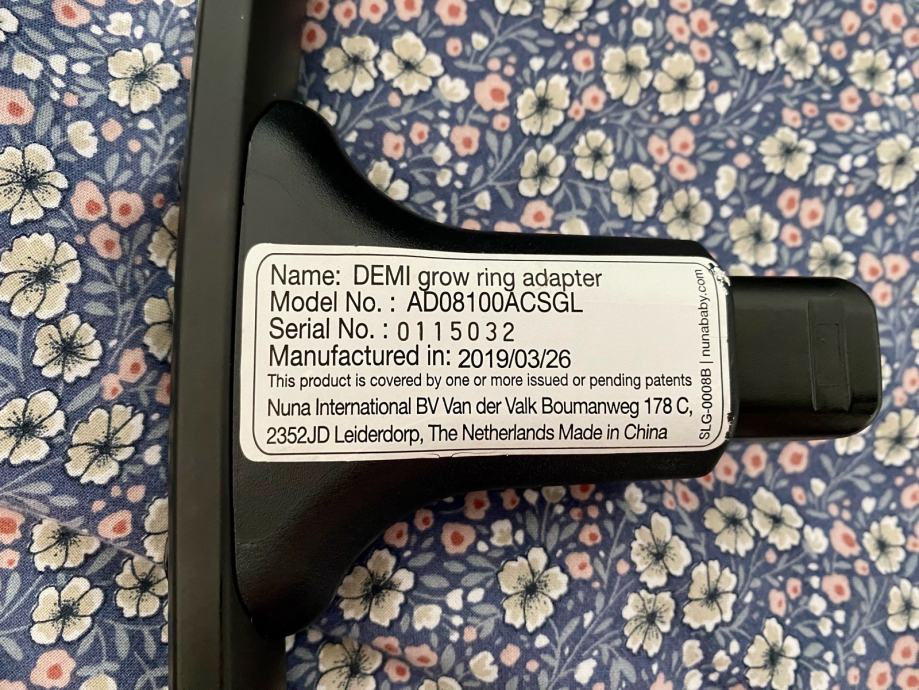 Name: DEMI grow ring adapter
Model No. : AD08100ACSGL
Serial No. : 0115032
Manufactured in: 2019/03/26
This product is covered by one or more issued or pending patents
Nuna International BV Van der Valk Boumanweg 178 C,
2352JD Leiderdorp, The Netherlands Made in China
SLG-0008B | nunababy.com